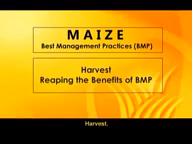 MAIZE
Best Management Practices (BMP)
Harvest
Reaping the Benefits of BMP
Harvest.